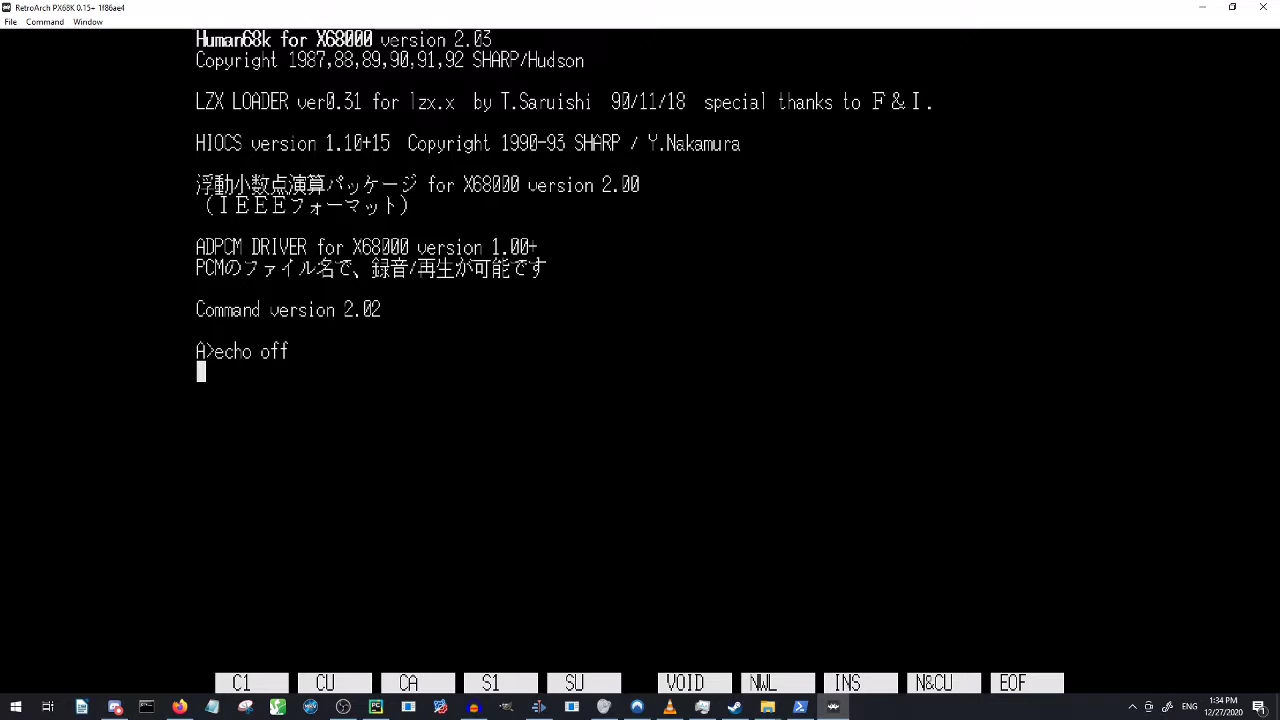 RetroArch PX68K 0.15+ 1f86ae4
File Command Window
Human68k for X68000 version 2.03
Copyright 1987,88,89,90,91,92 SHARP/Hudson
LZX LOADER ver0.31 for lzx.x by T.Saruishi 90/11/18 special thanks to Ｆ＆Ｉ.
HIOCS version 1.10+15 Copyright 1990-93 SHARP / Y.Nakamura
浮動小数点演算パッケージ for X68000 version 2.00
（ＩＥＥＥフォーマット）
ADPCM DRIVER for X68000 version 1.00+
PCMのファイル名で、録音/再生が可能です
Command version 2.02
A>echo off
C1 CU CA S1 SU VOID NWL INS N&CU EOF
ENG
1:34 PM
12/27/2020